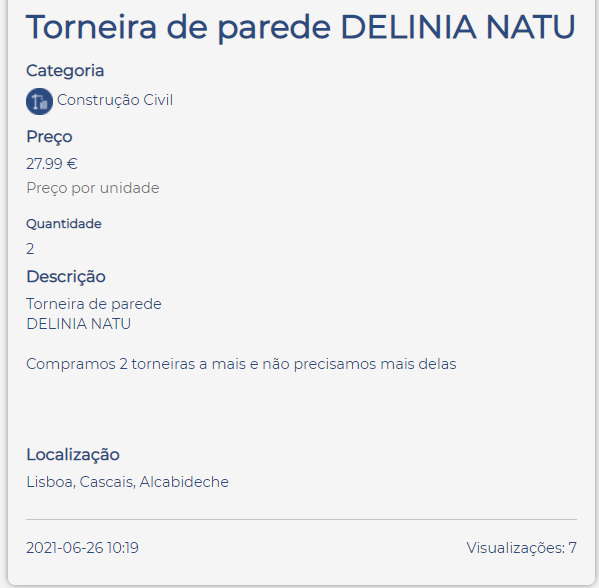 Torneira de parede DELINIA NATU
Categoria
Construção Civil
Preço
27.99 €
Preço por unidade
Quantidade
2
Descrição
Torneira de parede
DELINIA NATU
Compramos 2 torneiras a mais e não precisamos mais delas
Localização
Lisboa, Cascais, Alcabideche
2021-06-26 10:19 Visualizações: 7